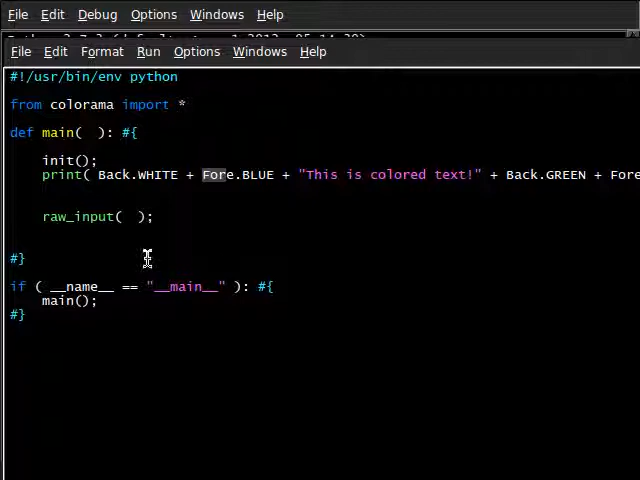 File Edit Debug Options Windows Help
File Edit Format Run Options Windows Help
#!/usr/bin/env python
from colorama import *
def main(  ): #{
init();
print( Back.WHITE + Fore.BLUE + "This is colored text!" + Back.GREEN + Fore
raw_input(  );
#}
if ( __name__ == "__main__" ): #{
main();
#}